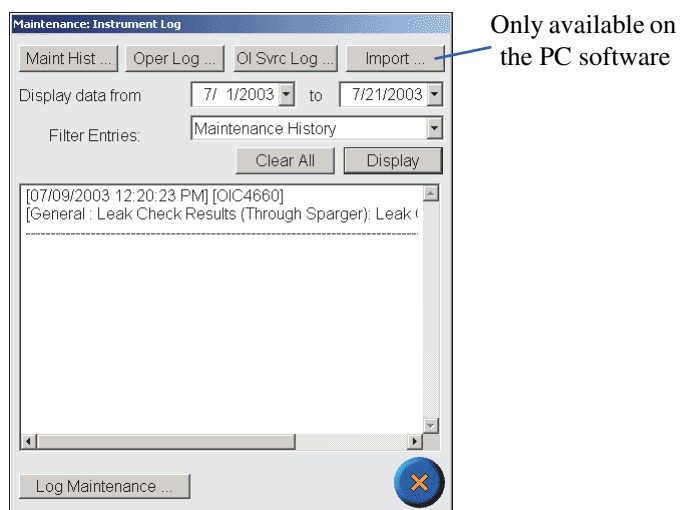 Maintenance: Instrument Log
Only available on
the PC software
Maint Hist ... Oper Log ... OI Svrc Log ... Import ...
Display data from 7/ 1/2003 to 7/21/2003
Filter Entries: Maintenance History
Clear All Display
[07/09/2003 12:20:23 PM] [OIC4660]
[General : Leak Check Results (Through Sparger): Leak
--------------------------------------------------------------------------------
Log Maintenance ...